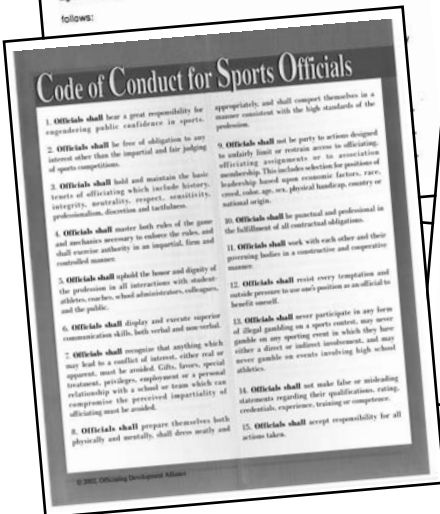 follows:
Code of Conduct for Sports Officials
1. Officials shall bear a great responsibility for
engendering public confidence in sports.
2. Officials shall be free of obligation to any
interest other than the impartial and fair judging
of sports competitions.
3. Officials shall hold and maintain the basic
tenets of officiating which include history,
integrity, neutrality, respect, sensitivity,
professionalism, discretion and tactfulness.
4. Officials shall master both rules of the game
and mechanics necessary to enforce the rules, and
shall exercise authority in an impartial, firm and
controlled manner.
5. Officials shall uphold the honor and dignity of
the profession in all interactions with student-
athletes, coaches, school administrators, colleagues,
and the public.
6. Officials shall display and execute superior
communication skills, both verbal and non-verbal.
7. Officials shall recognize that anything which
may lead to a conflict of interest, either real or
apparent, must be avoided. Gifts, favors, special
treatment, privileges, employment or a personal
relationship with a school or team which can
compromise the perceived impartiality of
officiating must be avoided.
8. Officials shall prepare themselves both
physically and mentally, shall dress neatly and
appropriately, and shall comport themselves in a
manner consistent with the high standards of the
profession.
9. Officials shall not be party to actions designed
to unfairly limit or restrain access to officiating,
officiating assignments or to association
membership. This includes selection for positions of
leadership based upon economic factors, race,
creed, color, age, sex, physical handicap, country or
national origin.
10. Officials shall be punctual and professional in
the fulfillment of all contractual obligations.
11. Officials shall work with each other and their
governing bodies in a constructive and cooperative
manner.
12. Officials shall resist every temptation and
outside pressure to use one's position as an official to
benefit oneself.
13. Officials shall never participate in any form
of illegal gambling on a sports contest, may never
gamble on any sporting event in which they have
either a direct or indirect involvement, and may
never gamble on events involving high school
athletics.
14. Officials shall not make false or misleading
statements regarding their qualifications, rating,
credentials, experience, training or competence.
15. Officials shall accept responsibility for all
actions taken.
© 2002, Officiating Development Alliance